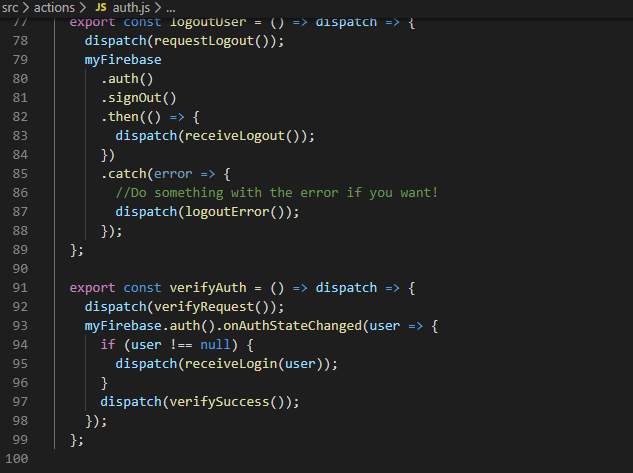 src > actions > JS auth.js > ...
77 export const logoutUser = () => dispatch => {
78 dispatch(requestLogout());
79 myFirebase
80 .auth()
81 .signOut()
82 .then(() => {
83 dispatch(receiveLogout());
84 })
85 .catch(error => {
86 //Do something with the error if you want!
87 dispatch(logoutError());
88 });
89 };
90
91 export const verifyAuth = () => dispatch => {
92 dispatch(verifyRequest());
93 myFirebase.auth().onAuthStateChanged(user => {
94 if (user !== null) {
95 dispatch(receiveLogin(user));
96 }
97 dispatch(verifySuccess());
98 });
99 };
100